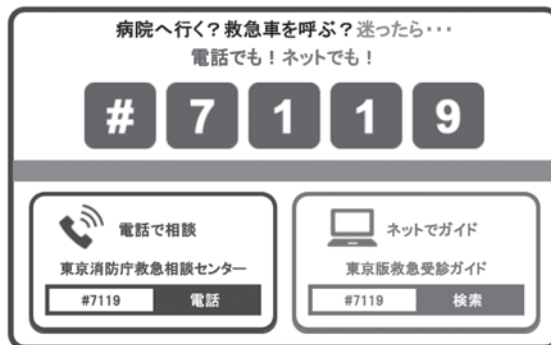 病院へ行く？救急車を呼ぶ？迷ったら･･･
電話でも！ネットでも！
#7119
電話で相談
東京消防庁救急相談センター
#7119 電話
ネットでガイド
東京版救急受診ガイド
#7119 検索